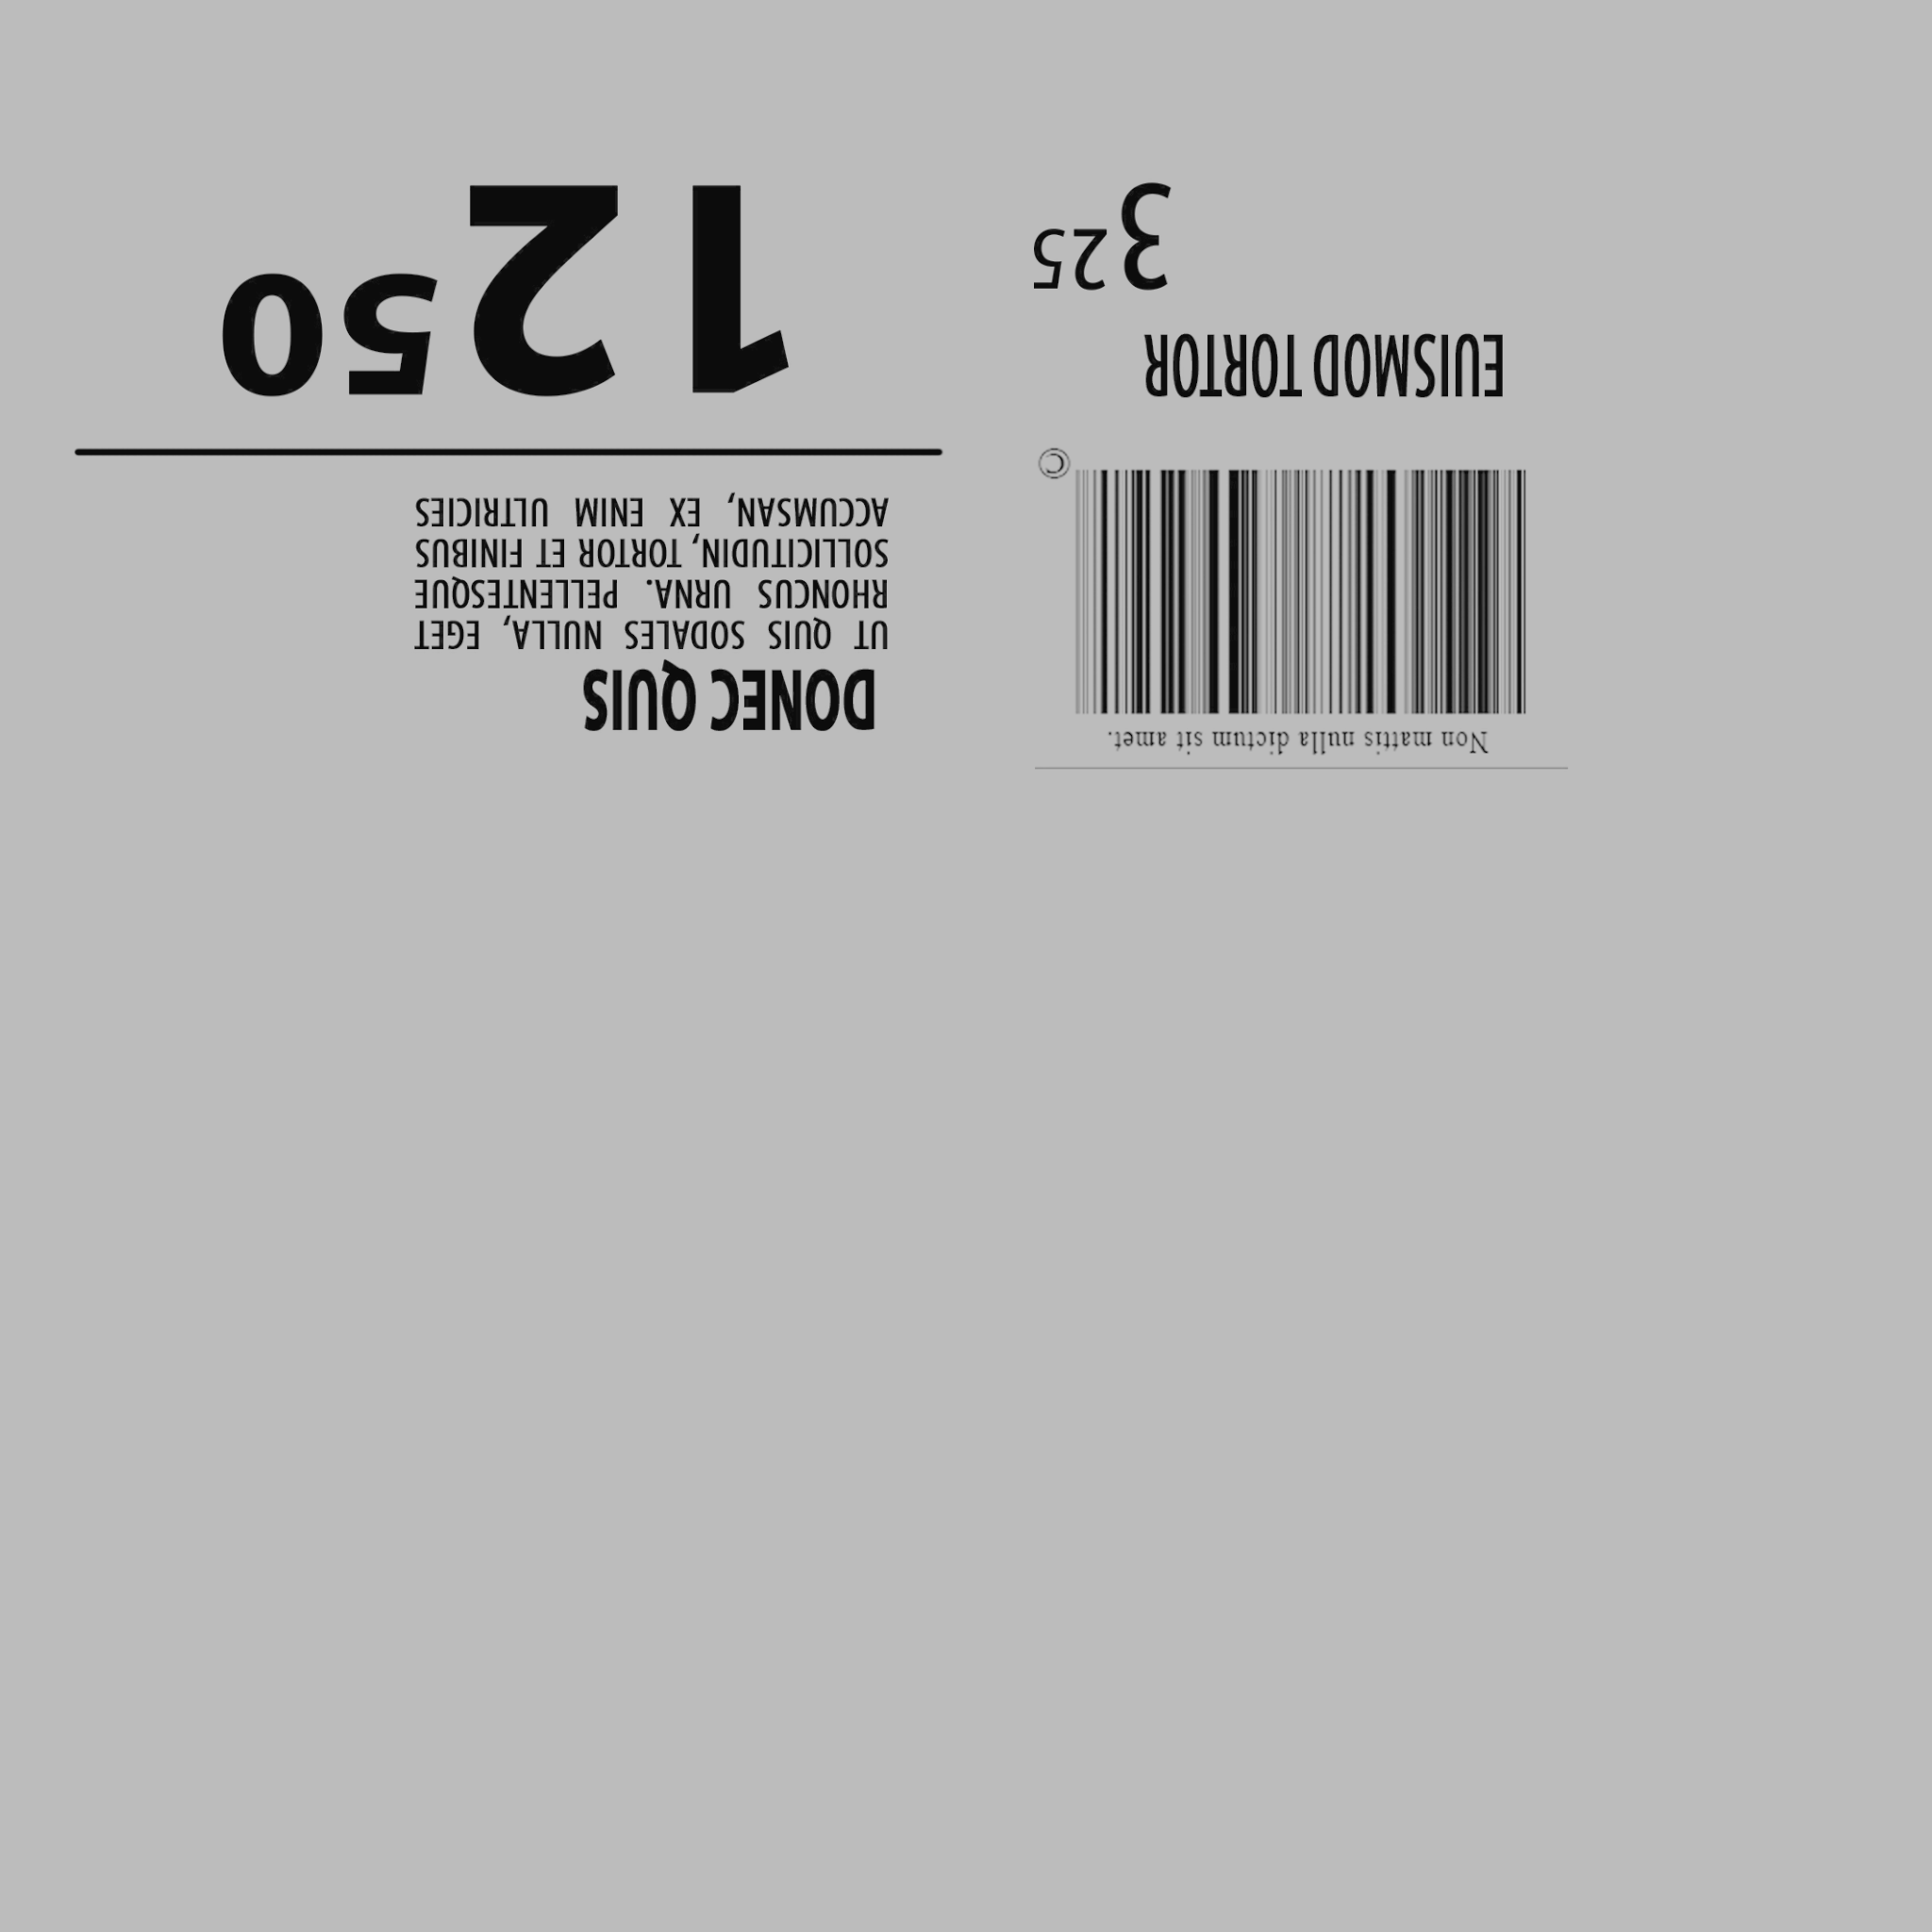 Non mattis nulla dictum sit amet.
©
EUISMOD TORTOR
3 25
DONEC QUIS
UT QUIS SODALES NULLA, EGET
RHONCUS URNA. PELLENTESQUE
SOLLICITUDIN, TORTOR ET FINIBUS
ACCUMSAN, EX ENIM ULTRICIES
12 50